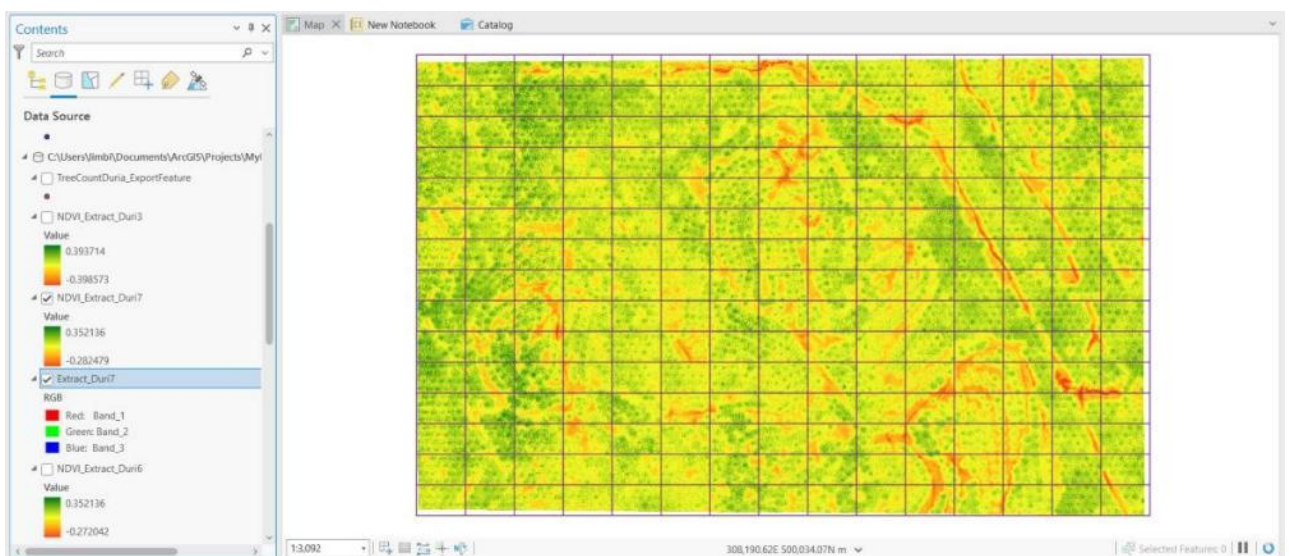 Contents
Search
Data Source
C:\Users\limbl\Documents\ArcGIS\Projects\My
TreeCountDuria_ExportFeature
NDVI_Extract_Duri3
Value
0.393714
-0.398573
NDVI_Extract_Duri7
Value
0.352136
-0.282479
Extract_Duri7
RGB
Red: Band_1
Green: Band_2
Blue: Band_3
NDVI_Extract_Duri6
Value
0.352136
-0.272042
Map New Notebook Catalog
1:3,092 308,190.62E 500,034.07N m Selected Features: 0